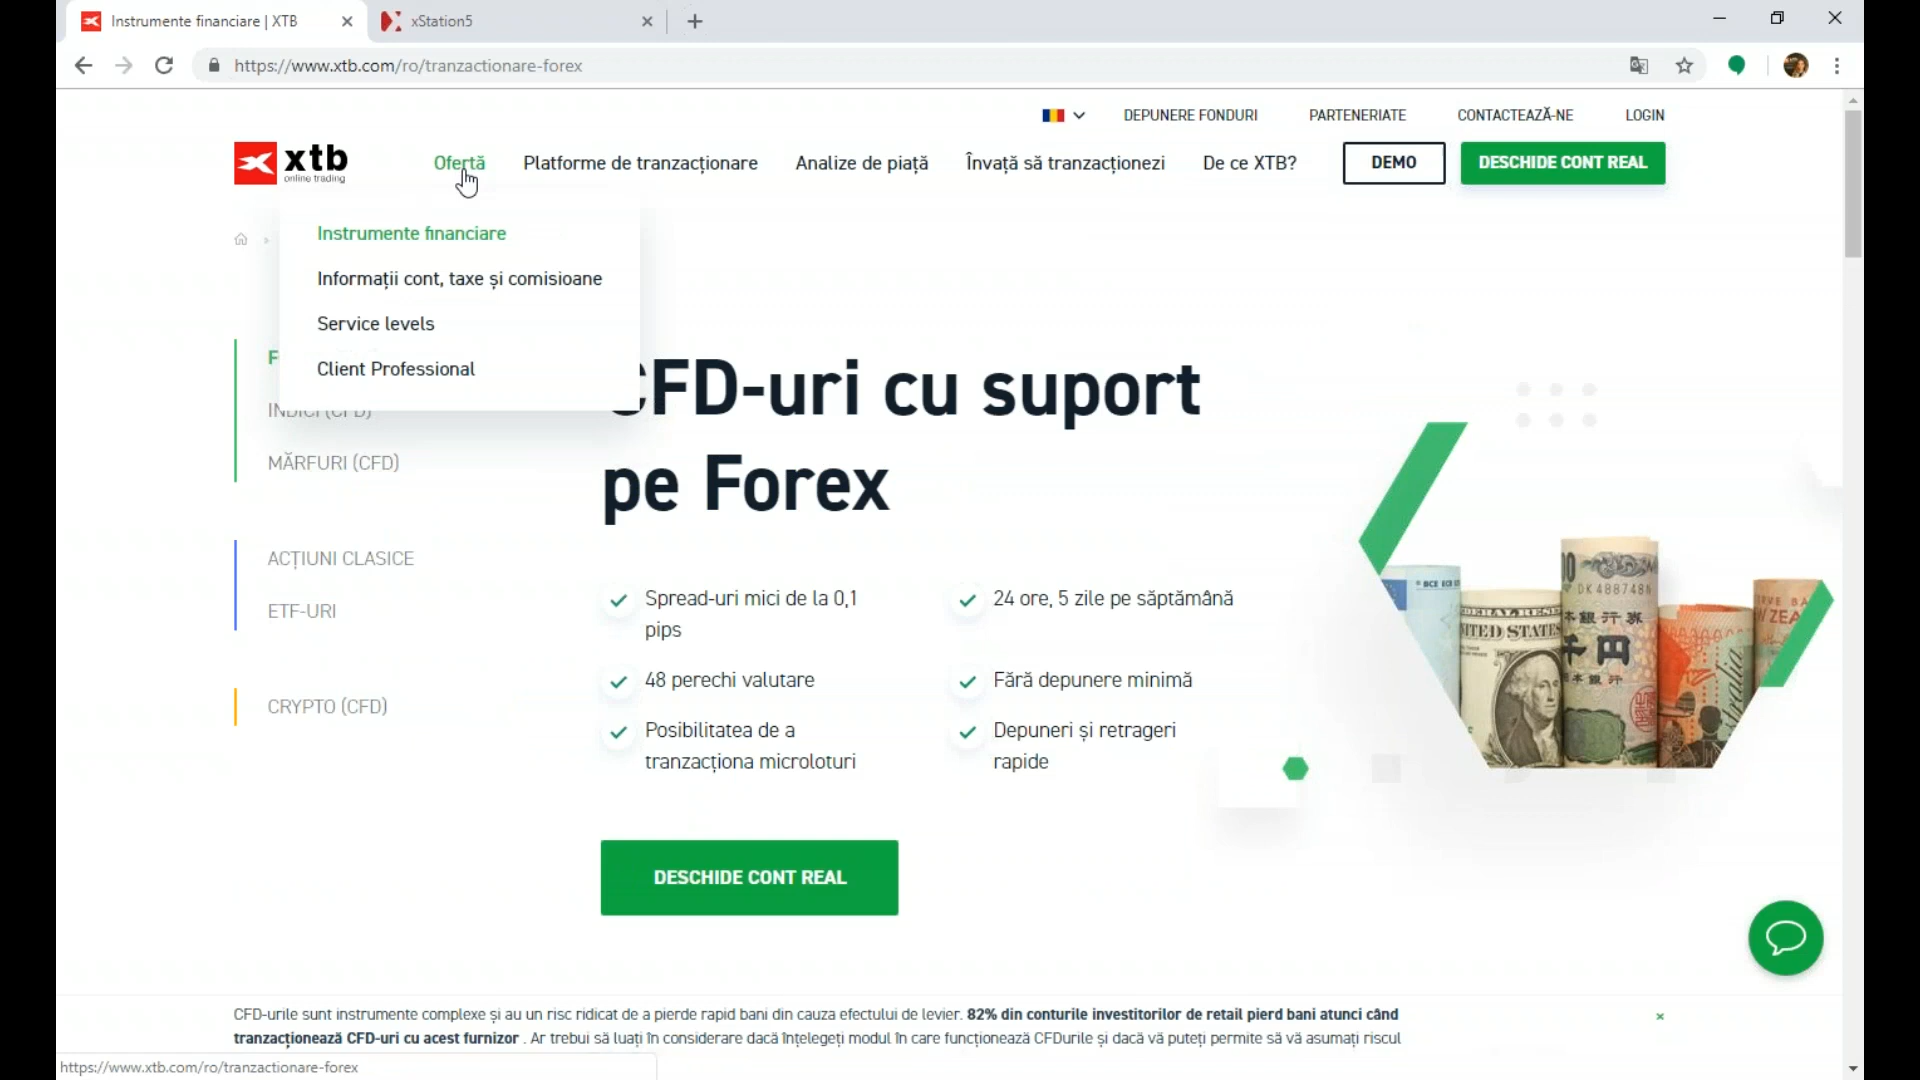 Instrumente financiare | XTB
xStation5
https://www.xtb.com/ro/tranzactionare-forex
DEPUNERE FONDURI
PARTENERIATE
CONTACTEAZĂ-NE
LOGIN
xtb
online trading
Ofertă
Platforme de tranzacționare
Analize de piață
Învață să tranzacționezi
De ce XTB?
DEMO
DESCHIDE CONT REAL
Instrumente financiare
Informații cont, taxe și comisioane
Service levels
Client Professional
F
INDICI (CFD)
MĂRFURI (CFD)
ACȚIUNI CLASICE
ETF-URI
CRYPTO (CFD)
CFD-uri cu suport
pe Forex
Spread-uri mici de la 0,1
pips
24 ore, 5 zile pe săptămână
48 perechi valutare
Fără depunere minimă
Posibilitatea de a
tranzacționa microloturi
Depuneri și retrageri
rapide
DESCHIDE CONT REAL
CFD-urile sunt instrumente complexe și au un risc ridicat de a pierde rapid bani din cauza efectului de levier. 82% din conturile investitorilor de retail pierd bani atunci când
tranzacționează CFD-uri cu acest furnizor . Ar trebui să luați în considerare dacă înțelegeți modul în care funcționează CFDurile și dacă vă puteți permite să vă asumați riscul
https://www.xtb.com/ro/tranzactionare-forex